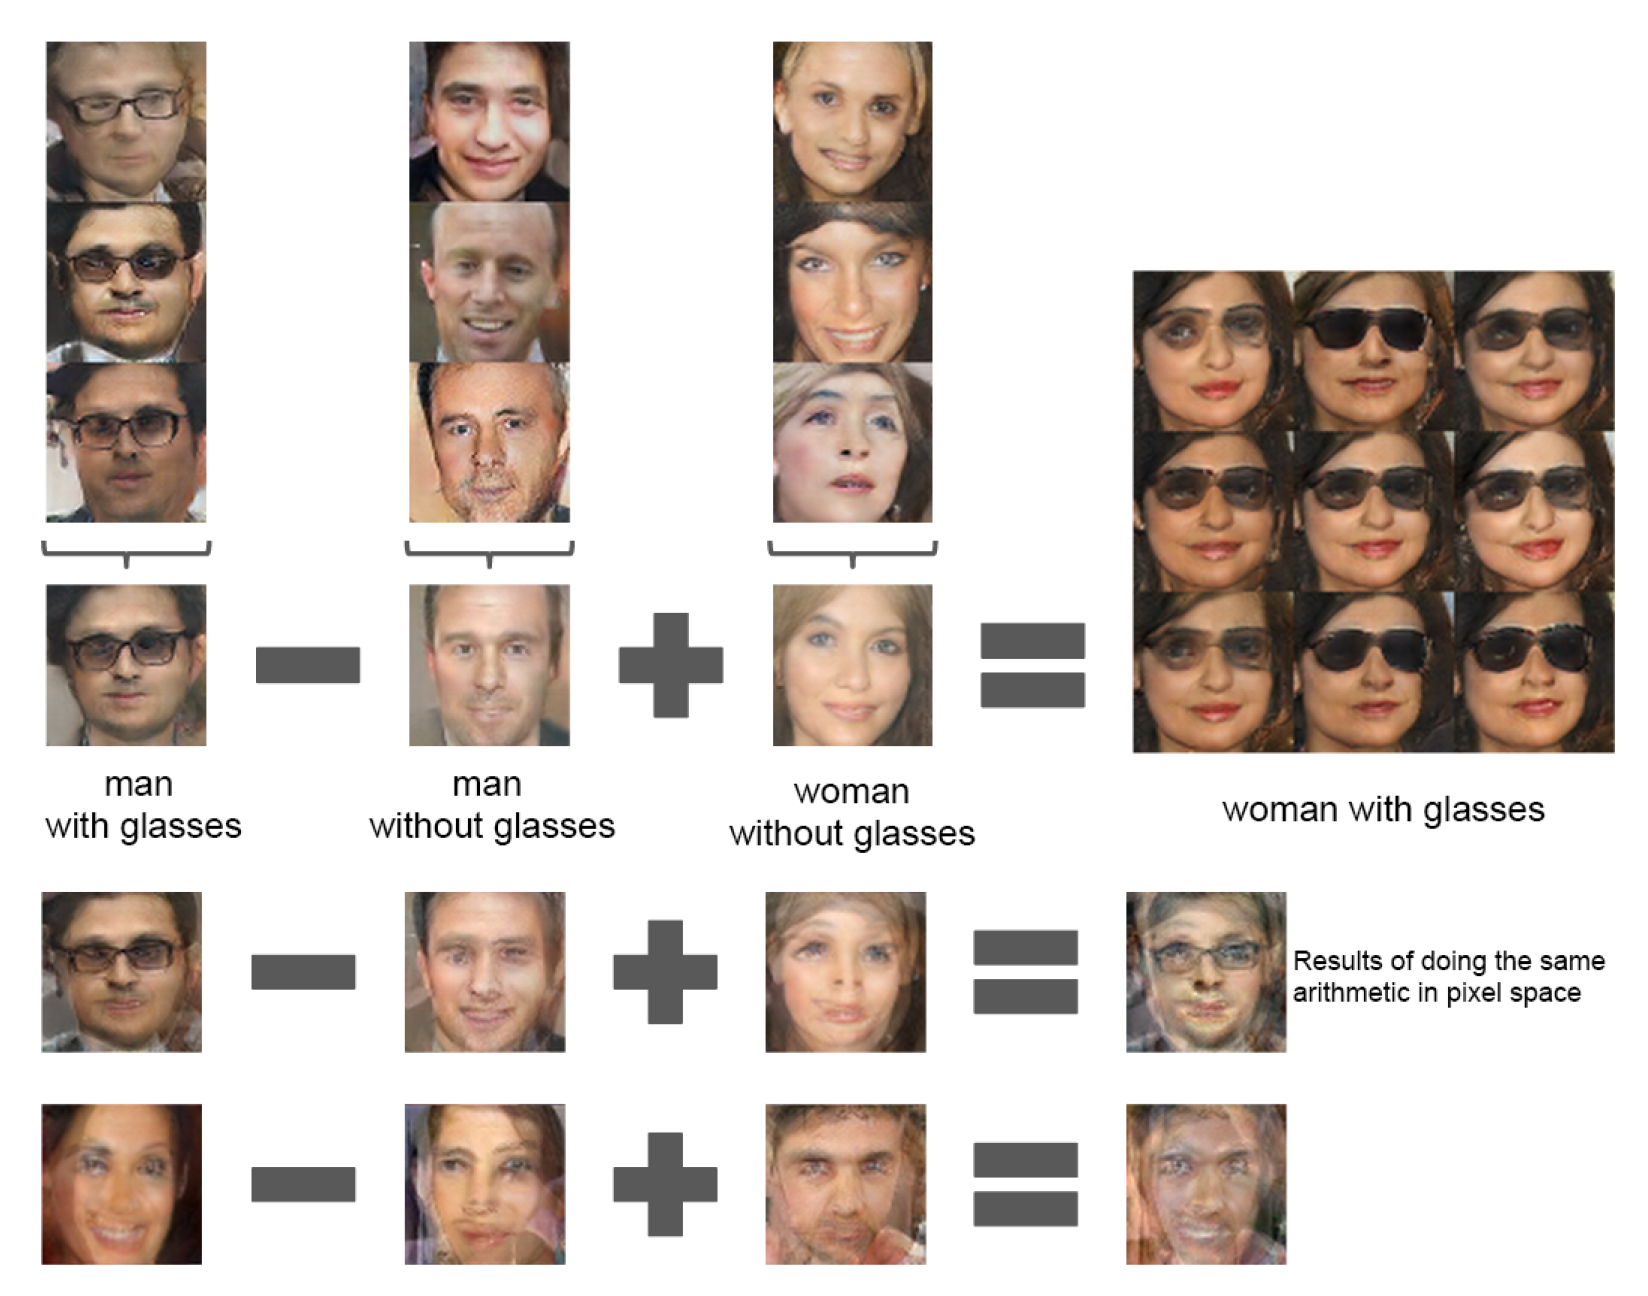 man
with glasses
man
without glasses
woman
without glasses
woman with glasses
Results of doing the same
arithmetic in pixel space